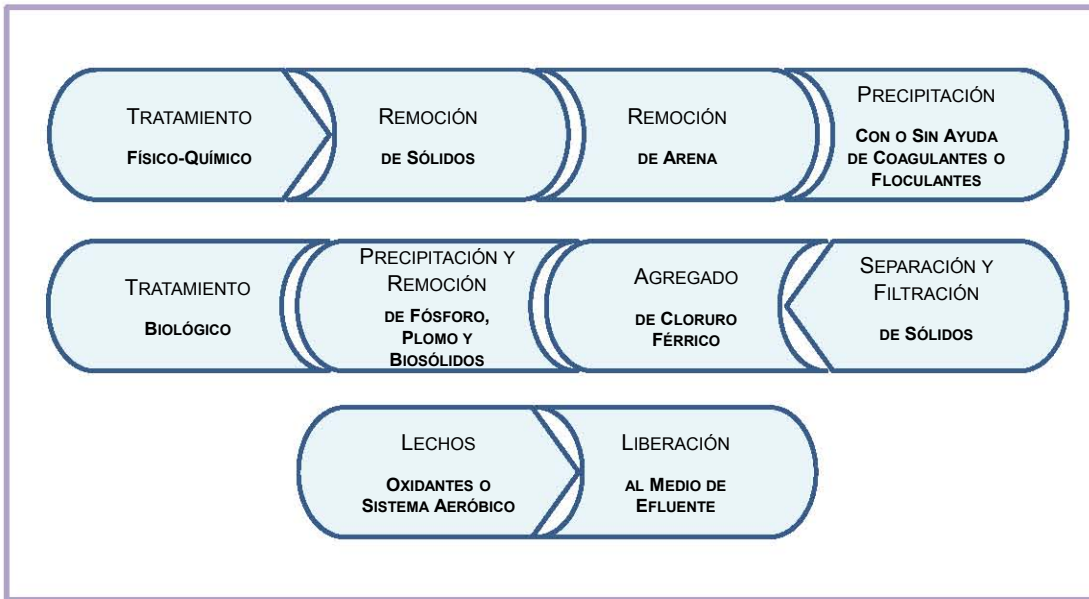 TRATAMIENTO
FÍSICO-QUÍMICO
REMOCIÓN
DE SÓLIDOS
REMOCIÓN
DE ARENA
PRECIPITACIÓN
CON O SIN AYUDA
DE COAGULANTES O
FLOCULANTES
TRATAMIENTO
BIOLÓGICO
PRECIPITACIÓN Y
REMOCIÓN
DE FÓSFORO,
PLOMO Y
BIOSÓLIDOS
AGREGADO
DE CLORURO
FÉRRICO
SEPARACIÓN Y
FILTRACIÓN
DE SÓLIDOS
LECHOS
OXIDANTES O
SISTEMA AERÓBICO
LIBERACIÓN
AL MEDIO DE
EFLUENTE